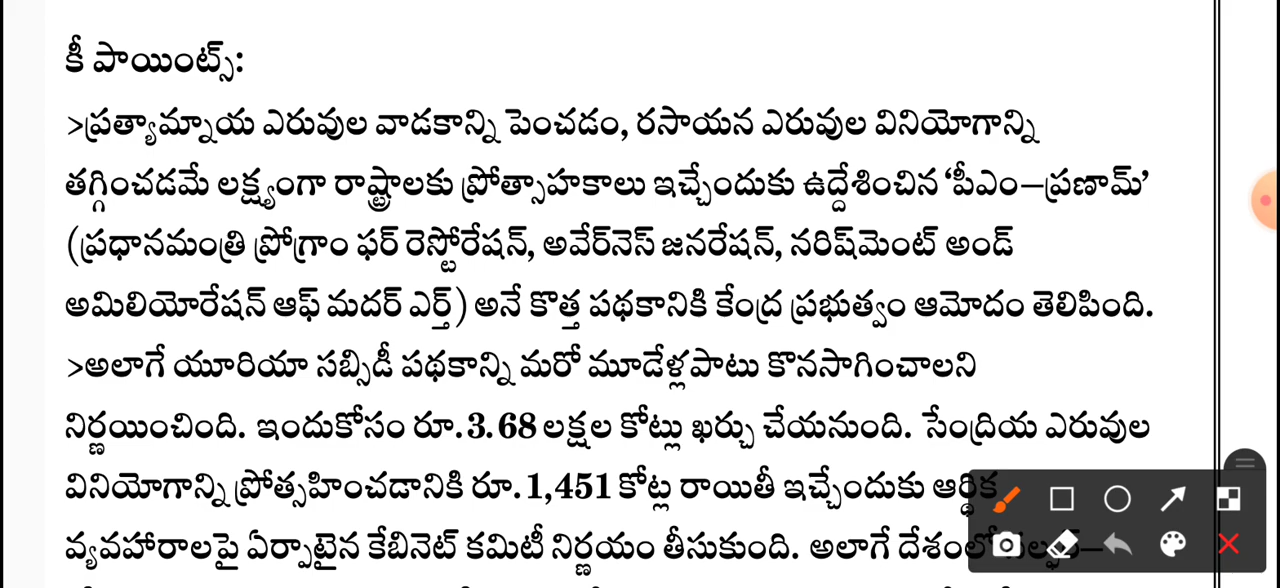 కీ పాయింట్స్:
>ప్రత్యామ్నాయ ఎరువుల వాడకాన్ని పెంచడం, రసాయన ఎరువుల వినియోగాన్ని
తగ్గించడమే లక్ష్యంగా రాష్ట్రాలకు ప్రోత్సాహకాలు ఇచ్చేందుకు ఉద్దేశించిన ‘పీఎం–ప్రణామ్’
(ప్రధానమంత్రి ప్రోగ్రాం ఫర్ రెస్టోరేషన్, అవేర్‌నెస్ జనరేషన్, నరిష్‌మెంట్ అండ్
అమిలియోరేషన్ ఆఫ్ మదర్ ఎర్త్) అనే కొత్త పథకానికి కేంద్ర ప్రభుత్వం ఆమోదం తెలిపింది.
>అలాగే యూరియా సబ్సిడీ పథకాన్ని మరో మూడేళ్లపాటు కొనసాగించాలని
నిర్ణయించింది. ఇందుకోసం రూ.3.68 లక్షల కోట్లు ఖర్చు చేయనుంది. సేంద్రియ ఎరువుల
వినియోగాన్ని ప్రోత్సహించడానికి రూ.1,451 కోట్ల రాయితీ ఇచ్చేందుకు ఆర్థిక
వ్యవహారాలపై ఏర్పాటైన కేబినెట్ కమిటీ నిర్ణయం తీసుకుంది. అలాగే దేశంలో